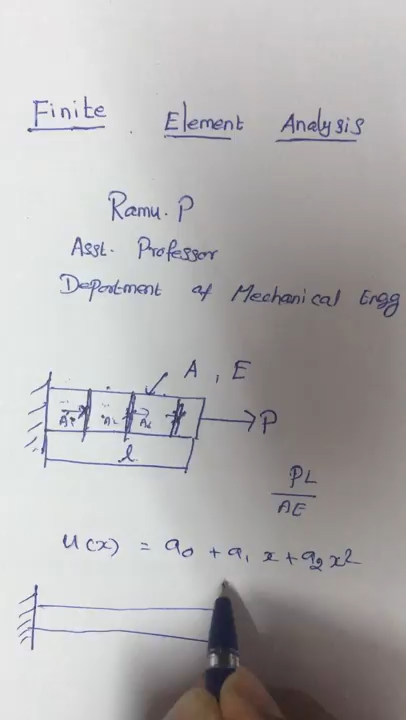 Finite Element Analysis
Ramu. P
Asst. Professor
Department of Mechanical Engg
A , E
P
l
PL
AE
u(x) = a0 + a1 x + a2 x²